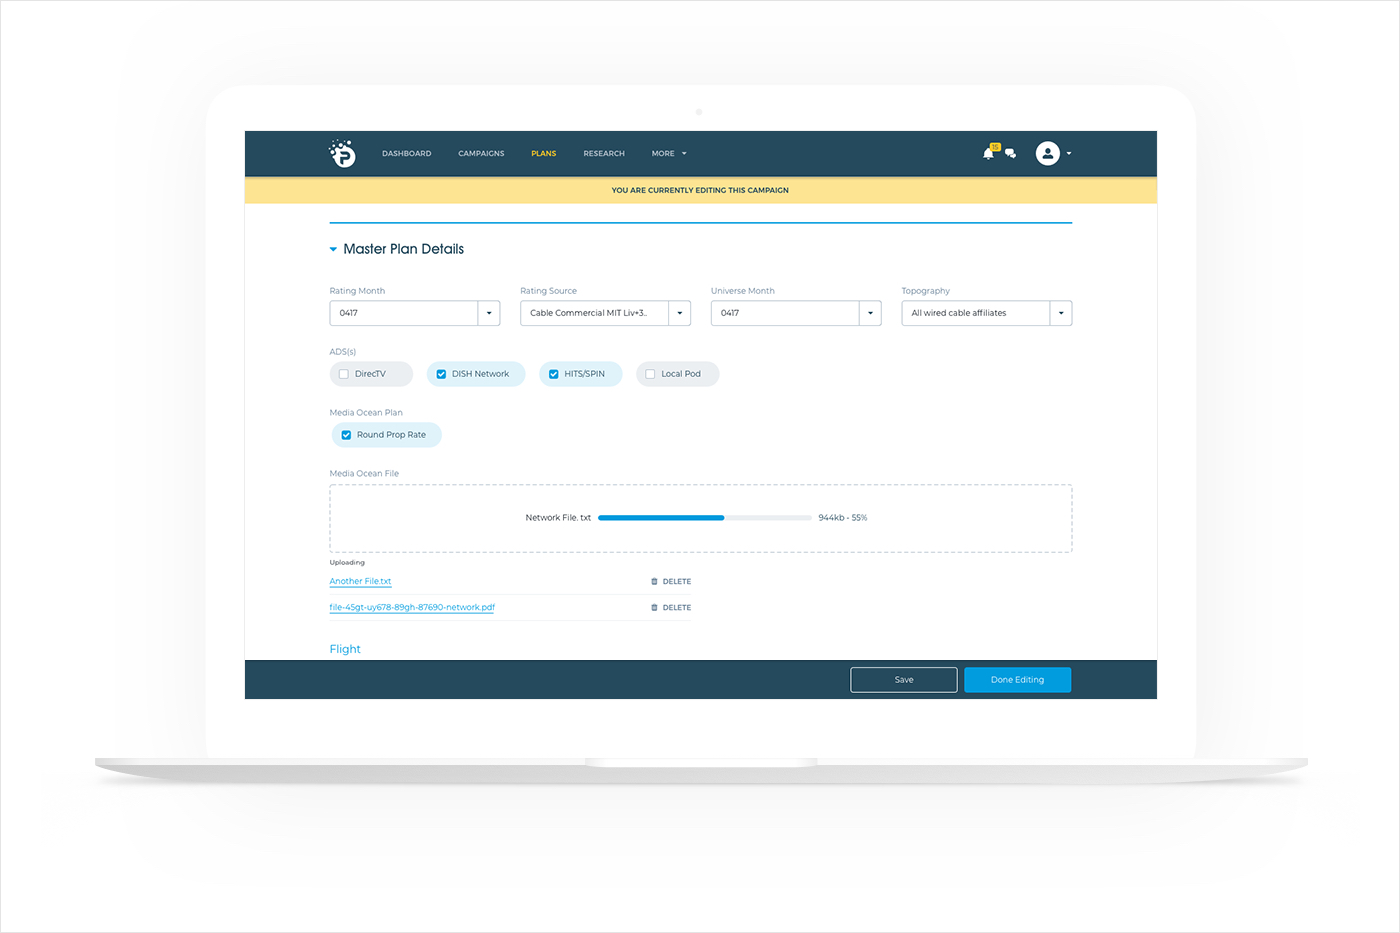 DASHBOARD CAMPAIGNS PLANS RESEARCH MORE 15
YOU ARE CURRENTLY EDITING THIS CAMPAIGN
Master Plan Details
Rating Month Rating Source Universe Month Topography
0417 Cable Commercial MIT Liv+3.. 0417 All wired cable affiliates
ADS(s)
DirecTV DISH Network HITS/SPIN Local Pod
Media Ocean Plan
Round Prop Rate
Media Ocean File
Network File. txt 944kb - 55%
Uploading
Another File.txt DELETE
file-45gt-uy678-89gh-87690-network.pdf DELETE
Flight
Save Done Editing